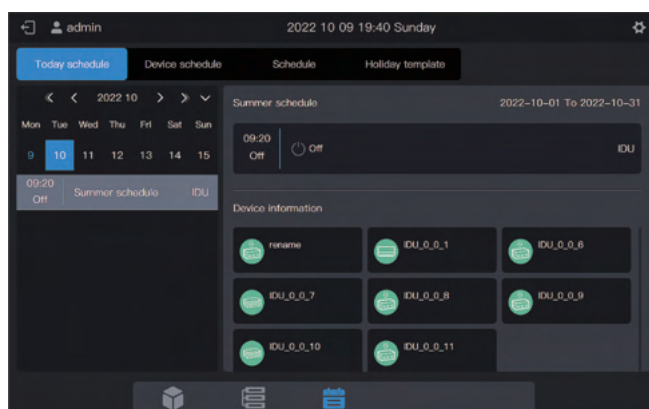 admin
2022 10 09 19:40 Sunday
Today schedule
Device schedule
Schedule
Holiday template
2022 10
Mon Tue Wed Thu Fri Sat Sun
9 10 11 12 13 14 15
09:20
Off
Summer schedule
IDU
Summer schedule
2022-10-01 To 2022-10-31
09:20
Off
Off
IDU
Device information
rename
IDU_0_0_1
IDU_0_0_6
IDU_0_0_7
IDU_0_0_8
IDU_0_0_9
IDU_0_0_10
IDU_0_0_11